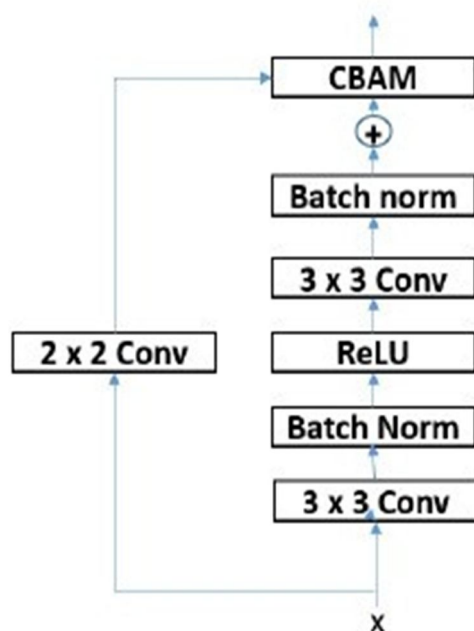 CBAM
+
Batch norm
3 x 3 Conv
2 x 2 Conv
ReLU
Batch Norm
3 x 3 Conv
x